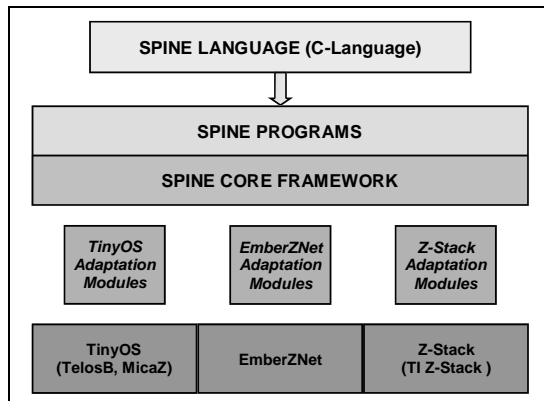 SPINE LANGUAGE (C-Language)
SPINE PROGRAMS
SPINE CORE FRAMEWORK
TinyOS
Adaptation
Modules
EmberZNet
Adaptation
Modules
Z-Stack
Adaptation
Modules
TinyOS
(TelosB, MicaZ)
EmberZNet
Z-Stack
(TI Z-Stack )